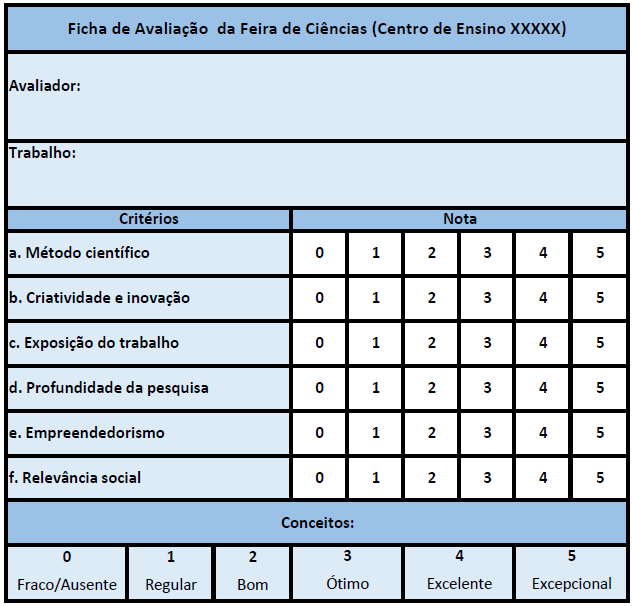 Ficha de Avaliação da Feira de Ciências (Centro de Ensino XXXXX)
Avaliador:
Trabalho:
Critérios Nota
a. Método científico 0 1 2 3 4 5
b. Criatividade e inovação 0 1 2 3 4 5
c. Exposição do trabalho 0 1 2 3 4 5
d. Profundidade da pesquisa 0 1 2 3 4 5
e. Empreendedorismo 0 1 2 3 4 5
f. Relevância social 0 1 2 3 4 5
Conceitos:
0 1 2 3 4 5
Fraco/Ausente Regular Bom Ótimo Excelente Excepcional